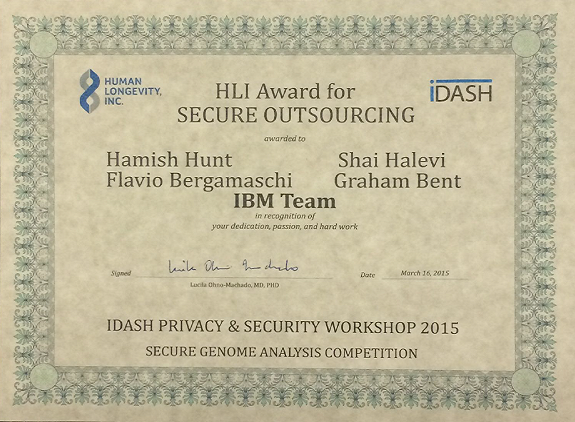 HUMAN
LONGEVITY,
INC.
iDASH
HLI Award for
SECURE OUTSOURCING
awarded to
Hamish Hunt Shai Halevi
Flavio Bergamaschi Graham Bent
IBM Team
in recognition of
your dedication, passion, and hard work
Signed Lucila Ohno-Machado Date March 16, 2015
Lucila Ohno-Machado, MD, PHD
IDASH PRIVACY & SECURITY WORKSHOP 2015
SECURE GENOME ANALYSIS COMPETITION